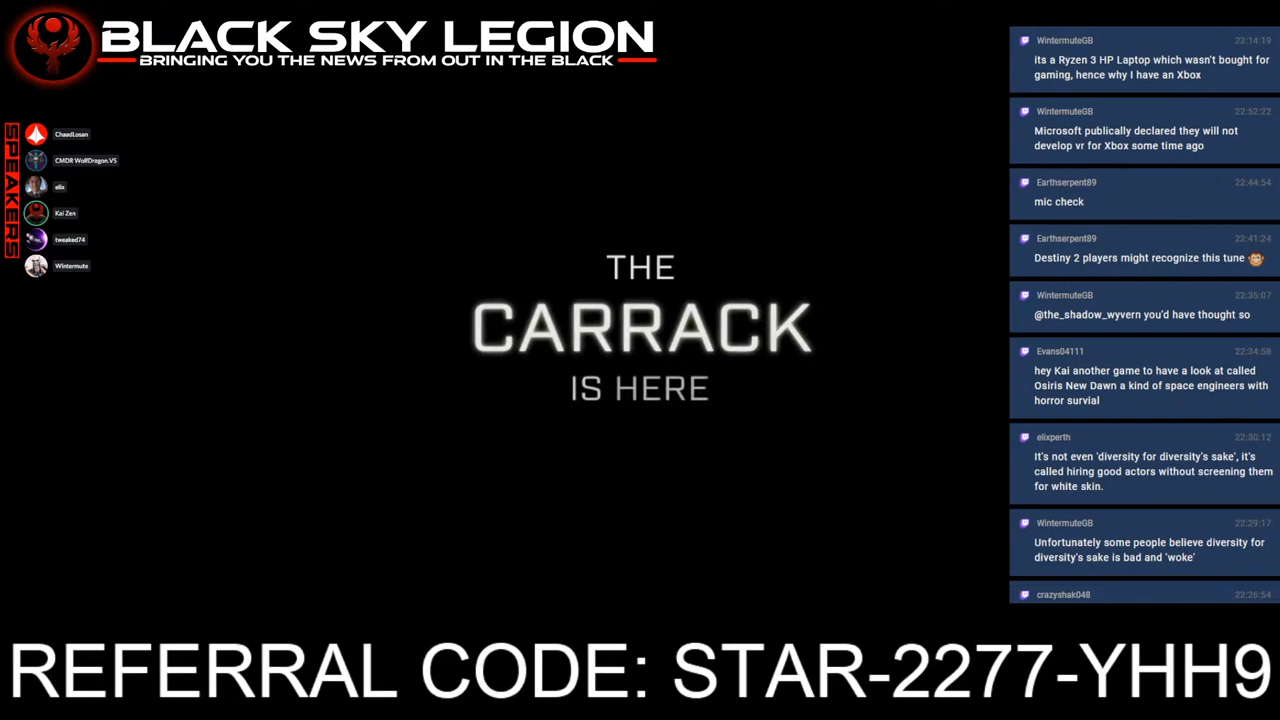 BLACK SKY LEGION
BRINGING YOU THE NEWS FROM OUT IN THE BLACK
SPEAKERS
ChaadLosan
CMDR WolfDragon.VS
elix
Kai Zen
tweaked74
Wintermute
THE
CARRACK
IS HERE
WintermuteGB 23:14:19
its a Ryzen 3 HP Laptop which wasn't bought for
gaming, hence why I have an Xbox
WintermuteGB 22:52:22
Microsoft publically declared they will not
develop vr for Xbox some time ago
Earthserpent89 22:44:54
mic check
Earthserpent89 22:41:24
Destiny 2 players might recognize this tune
WintermuteGB 22:35:07
@the_shadow_wyvern you'd have thought so
Evans04111 22:34:58
hey Kai another game to have a look at called
Osiris New Dawn a kind of space engineers with
horror survial
elixperth 22:30:12
It's not even 'diversity for diversity's sake', it's
called hiring good actors without screening them
for white skin.
WintermuteGB 22:29:17
Unfortunately some people believe diversity for
diversity's sake is bad and 'woke'
crazyshak048 22:26:54
REFERRAL CODE: STAR-2277-YHH9